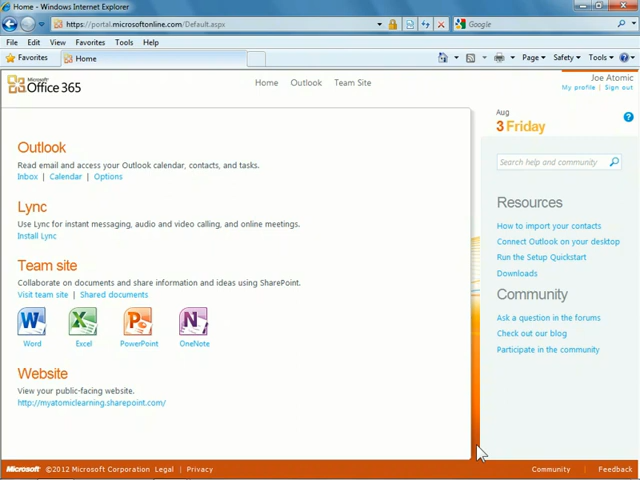 Home - Windows Internet Explorer
https://portal.microsoftonline.com/Default.aspx
Google
File Edit View Favorites Tools Help
Favorites Home Page Safety Tools
Microsoft
Office 365
Home Outlook Team Site
Joe Atomic
My profile | Sign out
Aug
3 Friday
Search help and community
Outlook
Read email and access your Outlook calendar, contacts, and tasks.
Inbox | Calendar | Options
Lync
Use Lync for instant messaging, audio and video calling, and online meetings.
Install Lync
Team site
Collaborate on documents and share information and ideas using SharePoint.
Visit team site | Shared documents
Word Excel PowerPoint OneNote
Website
View your public-facing website.
http://myatomiclearning.sharepoint.com/
Resources
How to import your contacts
Connect Outlook on your desktop
Run the Setup Quickstart
Downloads
Community
Ask a question in the forums
Check out our blog
Participate in the community
Microsoft ©2012 Microsoft Corporation Legal | Privacy
Community | Feedback